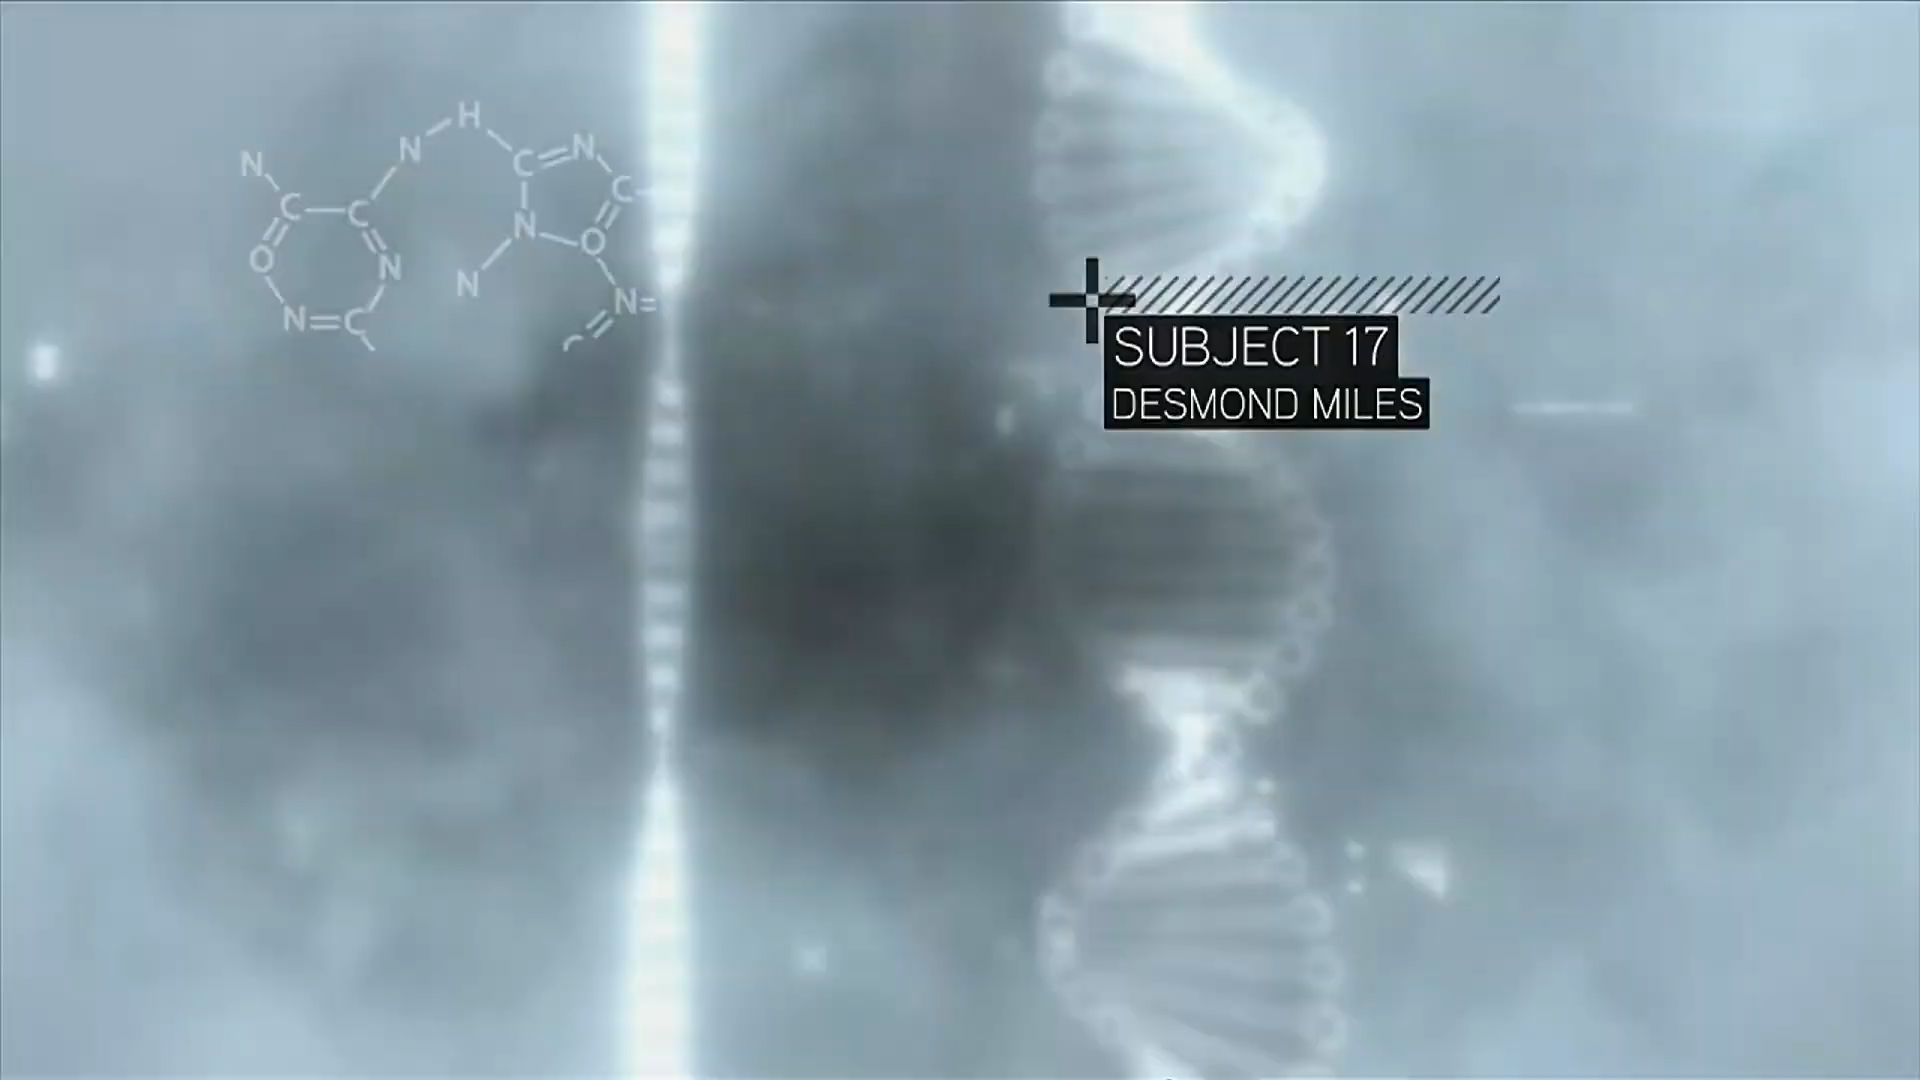 SUBJECT 17
DESMOND MILES
N H
N C N
N C C C
O N N O
N N
N C
C